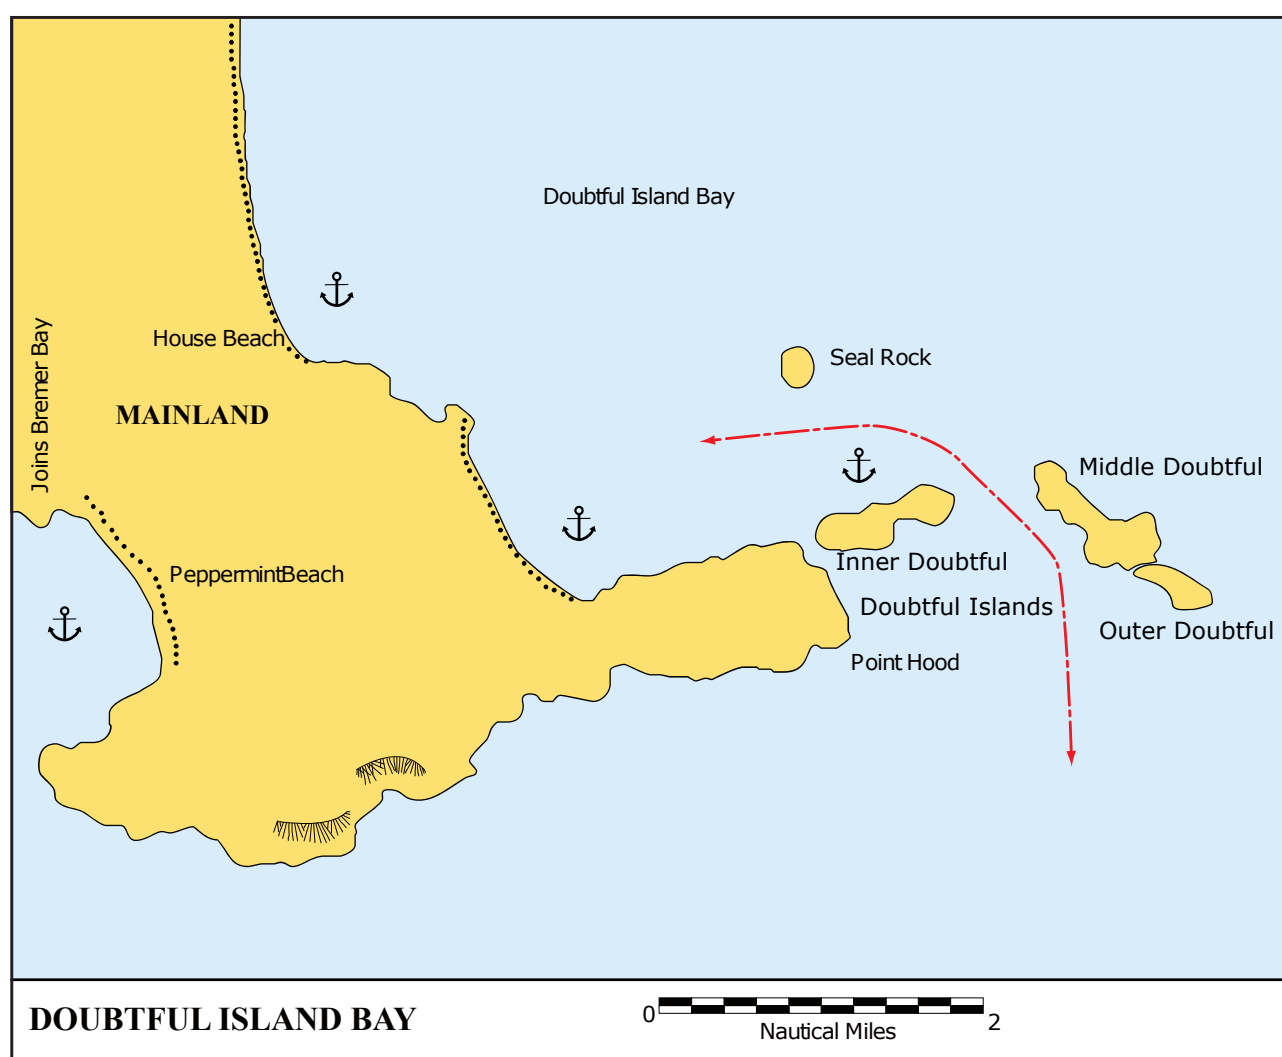 Doubtful Island Bay
Joins Bremer Bay
House Beach
Seal Rock
MAINLAND
Middle Doubtful
Inner Doubtful
PeppermintBeach
Doubtful Islands
Outer Doubtful
Point Hood
DOUBTFUL ISLAND BAY
0
2
Nautical Miles